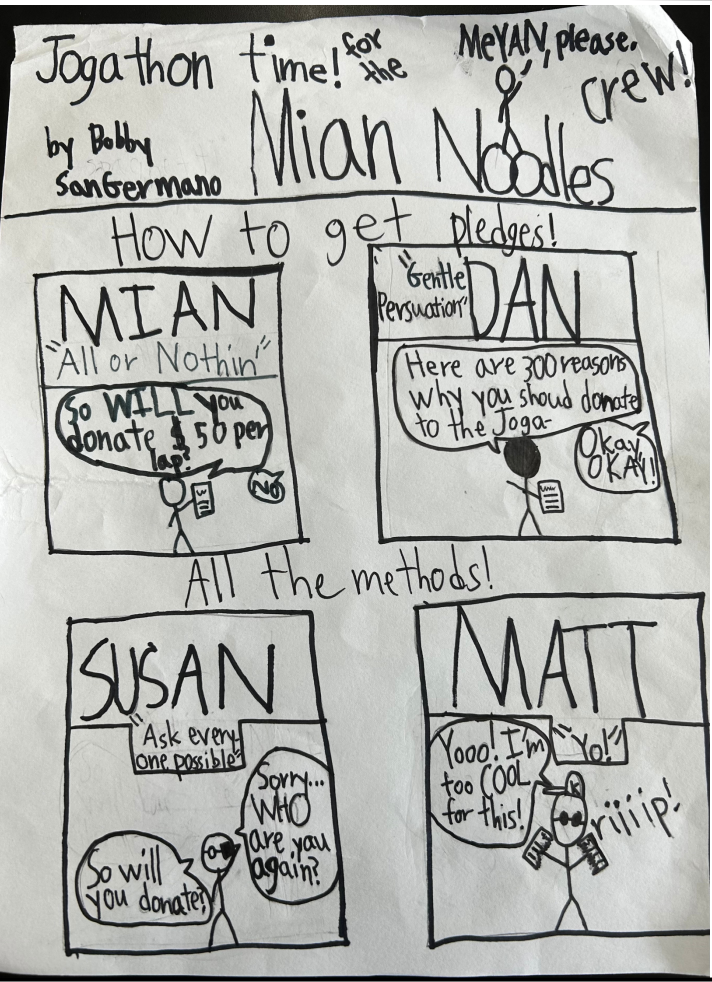 Jogathon time! for the
MeYAN, please.
crew!
by Bobby
SanGermano
Mian Noodles
How to get pledges!
MIAN
"All or Nothin"
So WILL you
donate $50 per
lap?
No
"Gentle
Persuation"
DAN
Here are 300 reasons
why you shoud donate
to the Joga-
Okay,
OKAY!
All the methods!
SUSAN
"Ask every
one possible"
Sorry...
WHO
are you
again?
So will
you donate?
MATT
"Yo!"
Yooo! I'm
too COOL
for this!
K
riiiip!